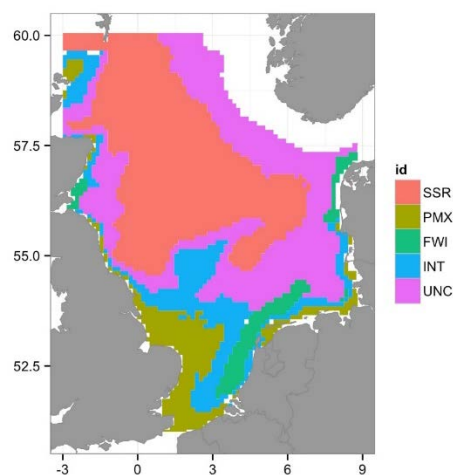 60.0
57.5
55.0
52.5
-3 0 3 6 9
id
SSR
PMX
FWI
INT
UNC